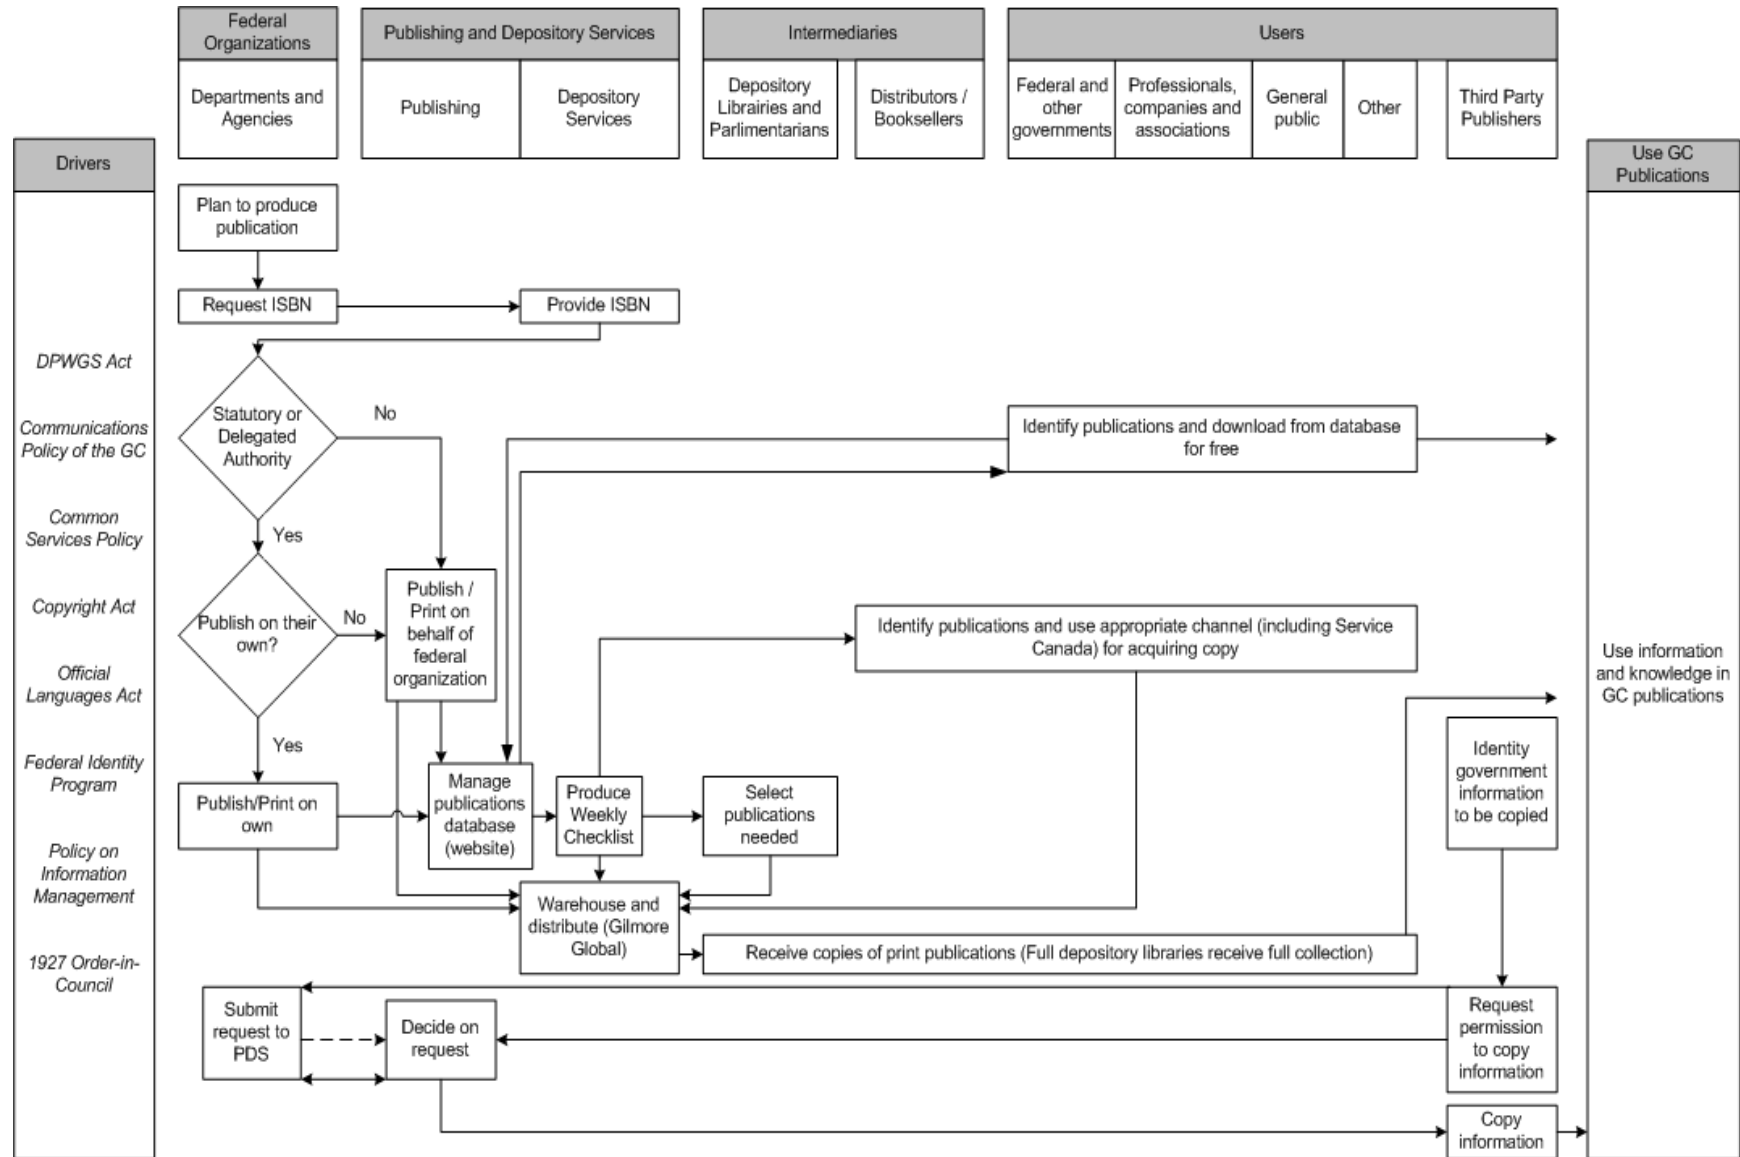 Federal
Organizations
Publishing and Depository Services
Intermediaries
Users
Departments and
Agencies
Publishing
Depository
Services
Depository
Librairies and
Parlimentarians
Distributors /
Booksellers
Federal and
other
governments
Professionals,
companies and
associations
General
public
Other
Third Party
Publishers
Drivers
Use GC
Publications
DPWGS Act
Communications
Policy of the GC
Common
Services Policy
Copyright Act
Official
Languages Act
Federal Identity
Program
Policy on
Information
Management
1927 Order-in-
Council
Plan to produce
publication
Request ISBN
Provide ISBN
Statutory or
Delegated
Authority
No
Yes
Identify publications and download from database
for free
Publish on their
own?
No
Yes
Publish /
Print on
behalf of
federal
organization
Identify publications and use appropriate channel (including Service
Canada) for acquiring copy
Use information
and knowledge in
GC publications
Publish/Print on
own
Manage
publications
database
(website)
Produce
Weekly
Checklist
Select
publications
needed
Identity
government
information
to be copied
Warehouse and
distribute (Gilmore
Global)
Receive copies of print publications (Full depository libraries receive full collection)
Submit
request to
PDS
Decide on
request
Request
permission
to copy
information
Copy
information